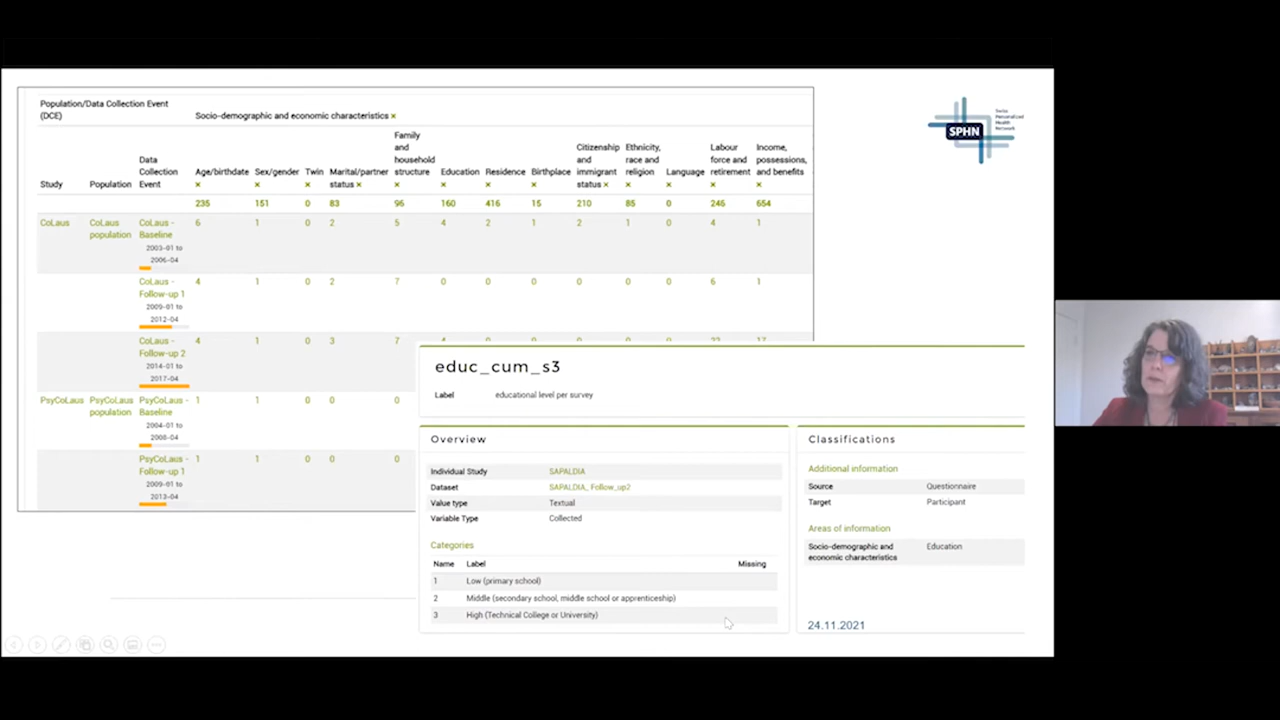 Population/Data Collection Event
(DCE)
Socio-demographic and economic characteristics ×
Study
Population
Data
Collection
Event
Age/birthdate
×
Sex/gender
×
Twin
×
Marital/partner
status ×
Family
and
household
structure
×
Education
×
Residence
×
Birthplace
×
Citizenship
and
immigrant
status ×
Ethnicity,
race and
religion
×
Language
×
Labour
force and
retirement
×
Income,
possessions,
and benefits
×
235 151 0 83 96 160 416 15 210 85 0 246 654
CoLaus
CoLaus
population
CoLaus -
Baseline
2003-01 to
2006-04
6 1 0 2 5 4 2 1 2 1 0 4 1
CoLaus -
Follow-up 1
2009-01 to
2012-04
4 1 0 2 7 0 0 0 0 0 0 6 1
CoLaus -
Follow-up 2
2014-01 to
2017-04
4 1 0 3 7
PsyCoLaus
PsyCoLaus
population
PsyCoLaus -
Baseline
2004-01 to
2008-04
1 1 0 0 0
PsyCoLaus -
Follow-up 1
2009-01 to
2013-04
1 1 0 0 0
SPHN
Swiss
Personalized
Health
Network
educ_cum_s3
Label educational level per survey
Overview
Individual Study SAPALDIA
Dataset SAPALDIA_Follow_up2
Value type Textual
Variable Type Collected
Categories
Name Label Missing
1 Low (primary school)
2 Middle (secondary school, middle school or apprenticeship)
3 High (Technical College or University)
Classifications
Additional information
Source Questionnaire
Target Participant
Areas of information
Socio-demographic and
economic characteristics
Education
24.11.2021